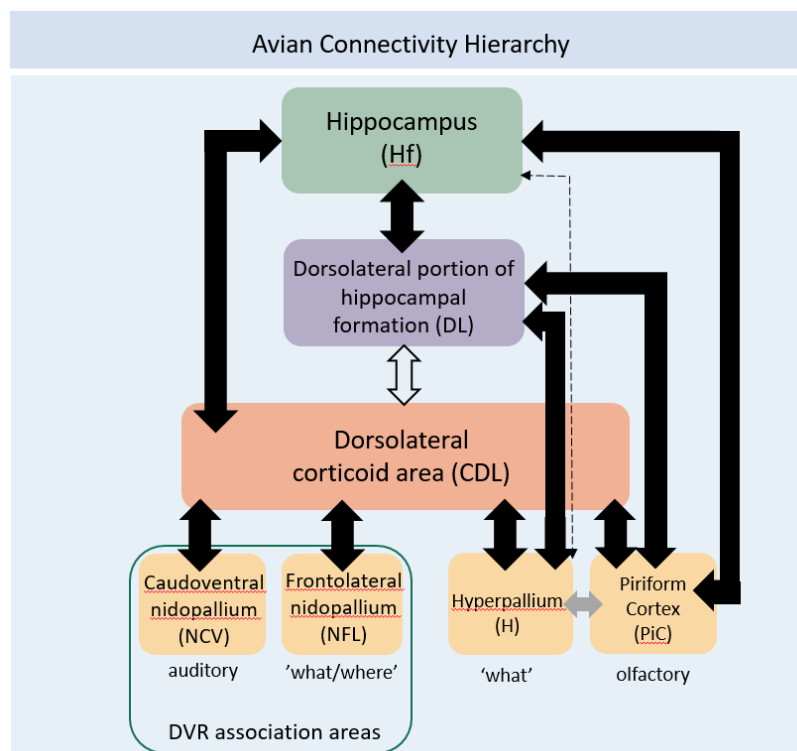 Avian Connectivity Hierarchy
Hippocampus
(Hf)
Dorsolateral portion of
hippocampal
formation (DL)
Dorsolateral
corticoid area (CDL)
Caudoventral
nidopallium
(NCV)
Frontolateral
nidopallium
(NFL)
Hyperpallium
(H)
Piriform
Cortex
(PiC)
auditory
’what/where’
‘what’
olfactory
DVR association areas